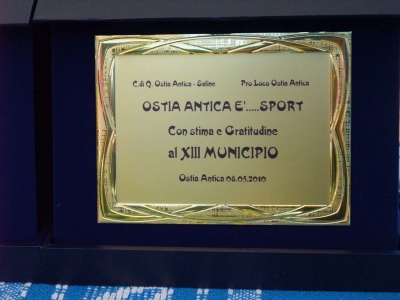 C.di Q. Ostia Antica - Saline Pro Loco Ostia Antica
OSTIA ANTICA E'.....SPORT
Con stima e Gratitudine
al XIII MUNICIPIO
Ostia Antica 08.05.2010